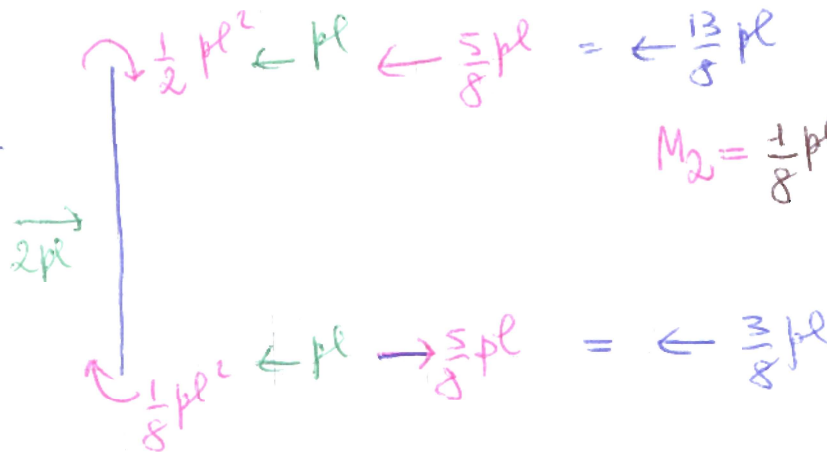 1/2 pl² ← pl ← 5/8 pl = ← 13/8 pl
M₂ = 1/8 pl
→
2pl
1/8 pl² ← pl → 5/8 pl = ← 3/8 pl